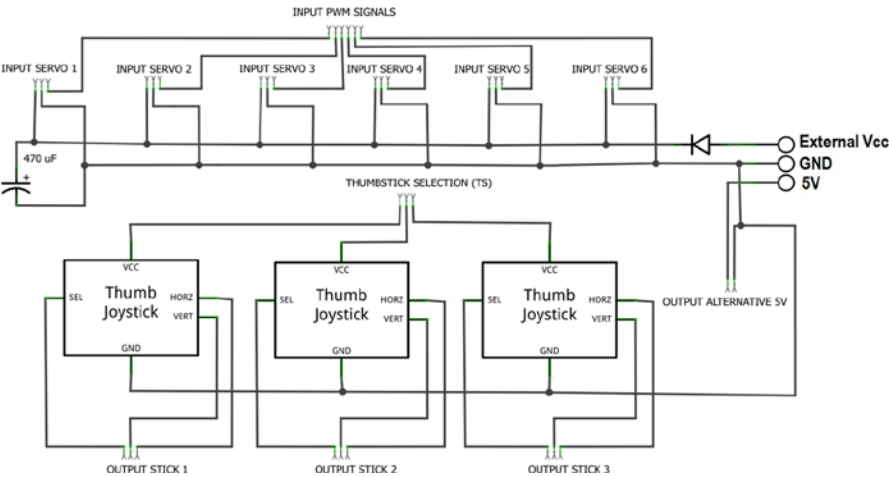 INPUT PWM SIGNALS
INPUT SERVO 1
INPUT SERVO 2
INPUT SERVO 3
INPUT SERVO 4
INPUT SERVO 5
INPUT SERVO 6
External Vcc
GND
5V
470 uF
+
THUMBSTICK SELECTION (TS)
VCC
SEL
Thumb
Joystick
HORZ
VERT
GND
VCC
SEL
Thumb
Joystick
HORZ
VERT
GND
VCC
SEL
Thumb
Joystick
HORZ
VERT
GND
OUTPUT ALTERNATIVE 5V
OUTPUT STICK 1
OUTPUT STICK 2
OUTPUT STICK 3